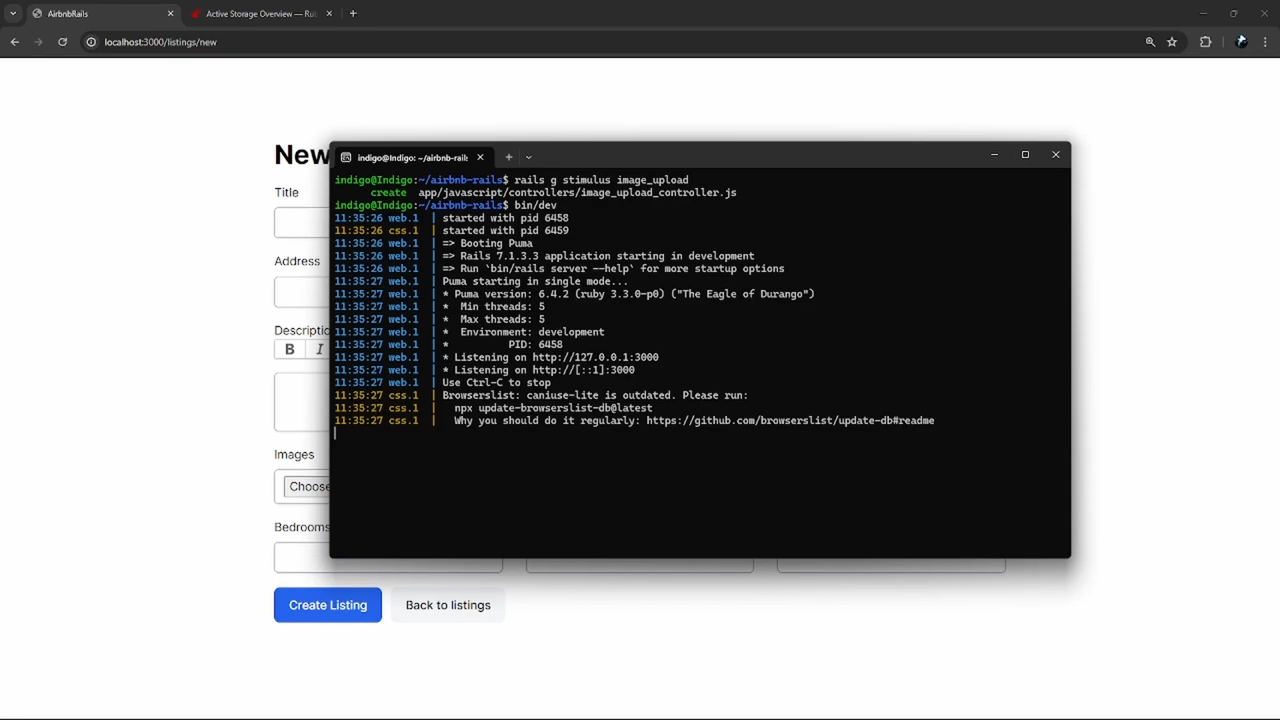 AirbnbRails
Active Storage Overview — Ru
localhost:3000/listings/new
New
Title
Address
Descriptio
B I
Images
Choose
Bedrooms
Create Listing
Back to listings
indigo@Indigo: ~/airbnb-rails
indigo@Indigo:~/airbnb-rails$ rails g stimulus image_upload
create app/javascript/controllers/image_upload_controller.js
indigo@Indigo:~/airbnb-rails$ bin/dev
11:35:26 web.1 | started with pid 6458
11:35:26 css.1 | started with pid 6459
11:35:26 web.1 | => Booting Puma
11:35:26 web.1 | => Rails 7.1.3.3 application starting in development
11:35:26 web.1 | => Run `bin/rails server --help` for more startup options
11:35:27 web.1 | Puma starting in single mode...
11:35:27 web.1 | * Puma version: 6.4.2 (ruby 3.3.0-p0) ("The Eagle of Durango")
11:35:27 web.1 | * Min threads: 5
11:35:27 web.1 | * Max threads: 5
11:35:27 web.1 | * Environment: development
11:35:27 web.1 | * PID: 6458
11:35:27 web.1 | * Listening on http://127.0.0.1:3000
11:35:27 web.1 | * Listening on http://[::1]:3000
11:35:27 web.1 | Use Ctrl-C to stop
11:35:27 css.1 | Browserslist: caniuse-lite is outdated. Please run:
11:35:27 css.1 | npx update-browserslist-db@latest
11:35:27 css.1 | Why you should do it regularly: https://github.com/browserslist/update-db#readme